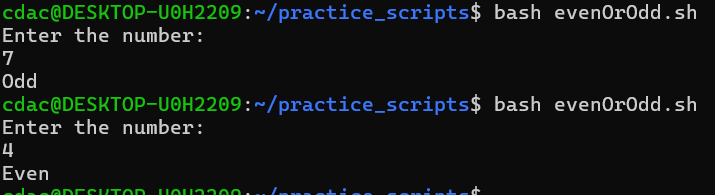 cdac@DESKTOP-U0H2209:~/practice_scripts$ bash evenOrOdd.sh
Enter the number:
7
Odd
cdac@DESKTOP-U0H2209:~/practice_scripts$ bash evenOrOdd.sh
Enter the number:
4
Even